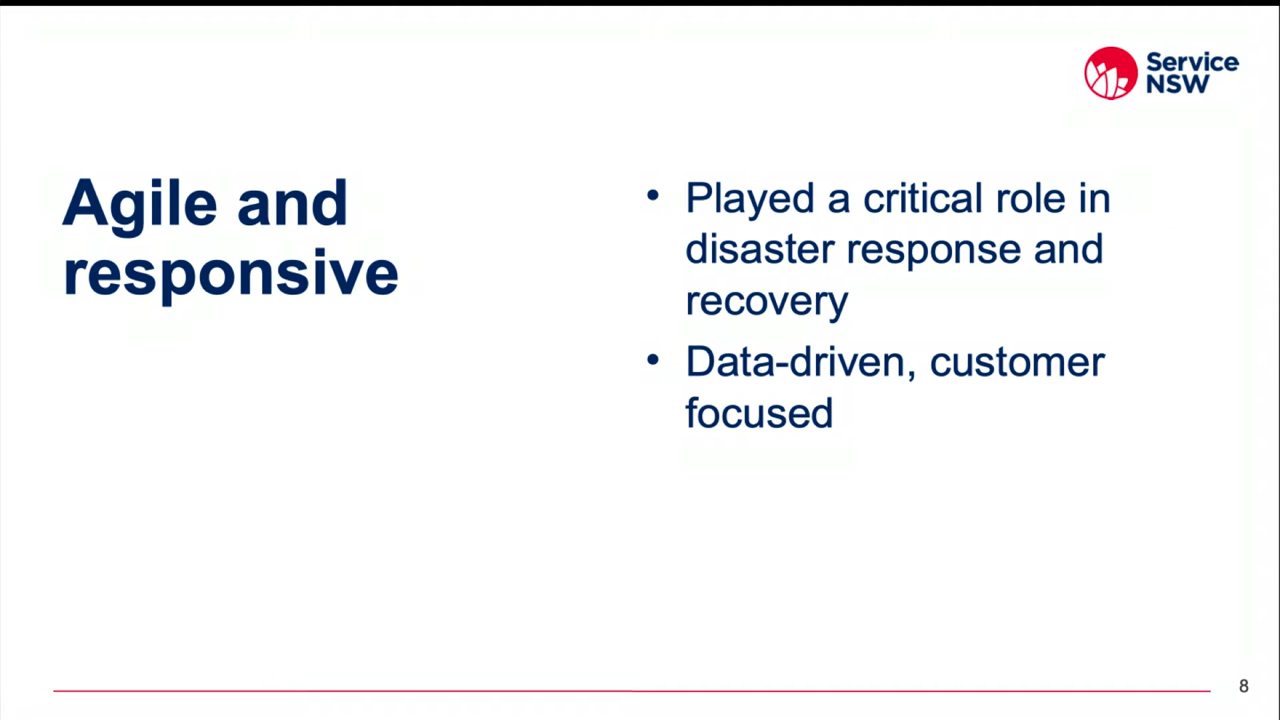 Service
NSW
Agile and
responsive
• Played a critical role in
disaster response and
recovery
• Data-driven, customer
focused
8